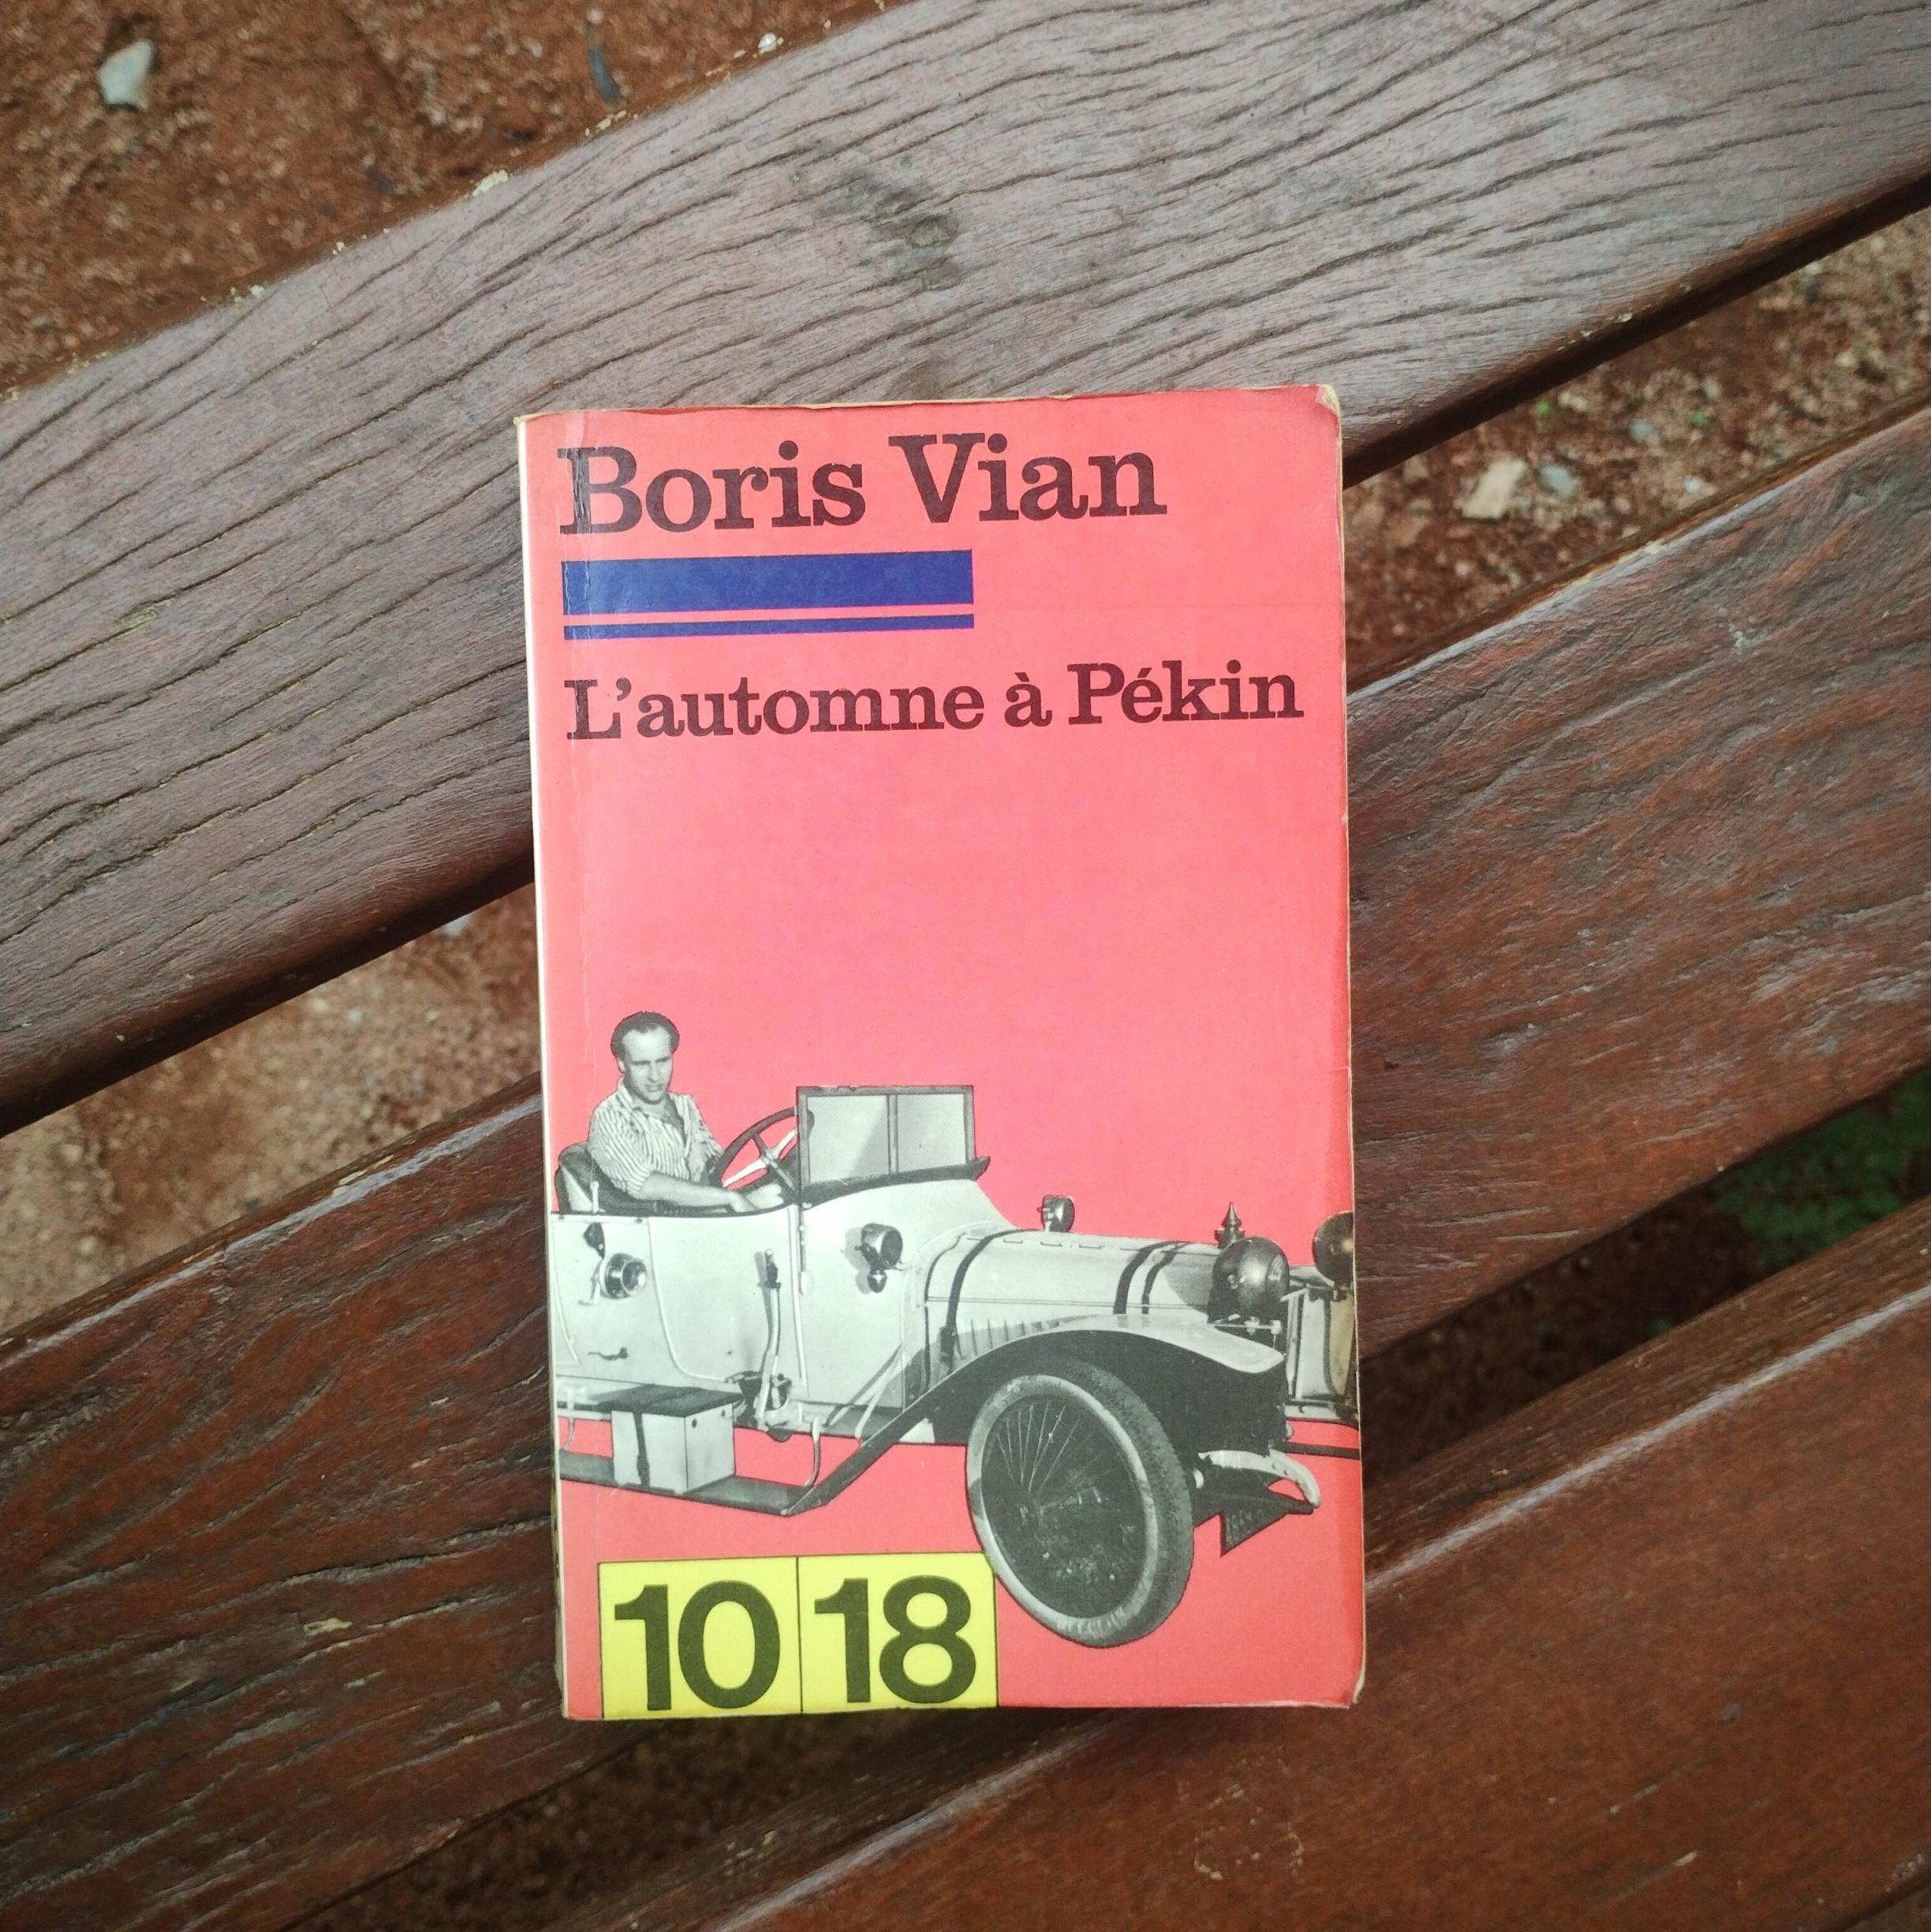 Boris Vian
L'automne à Pékin
10 18